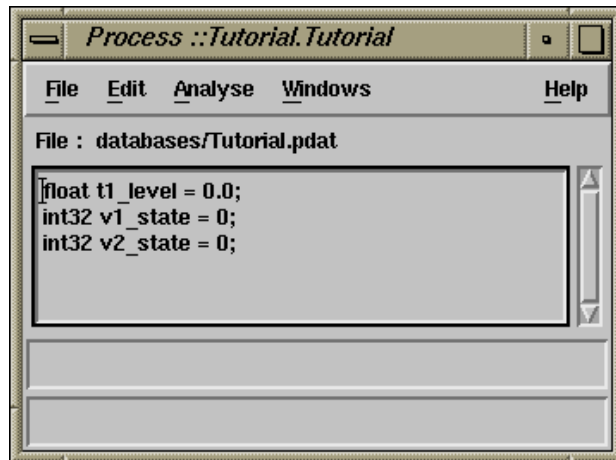 Process ::Tutorial.Tutorial
File Edit Analyse Windows Help
File : databases/Tutorial.pdat
float t1_level = 0.0;
int32 v1_state = 0;
int32 v2_state = 0;